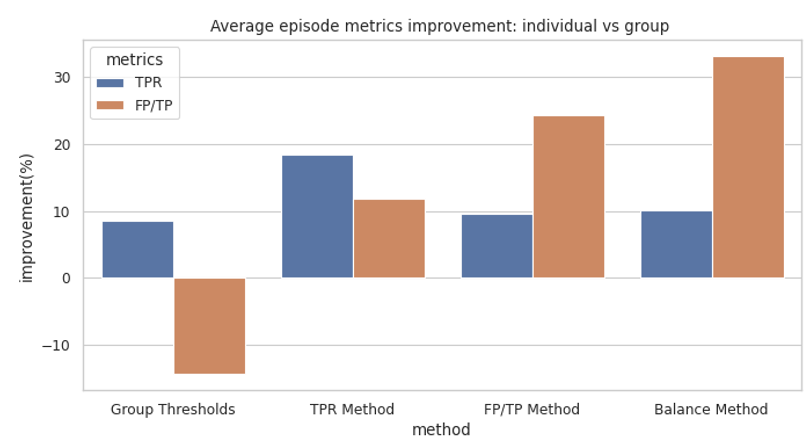 Average episode metrics improvement: individual vs group
metrics
TPR
FP/TP
improvement(%)
30
20
10
0
−10
Group Thresholds
TPR Method
FP/TP Method
Balance Method
method